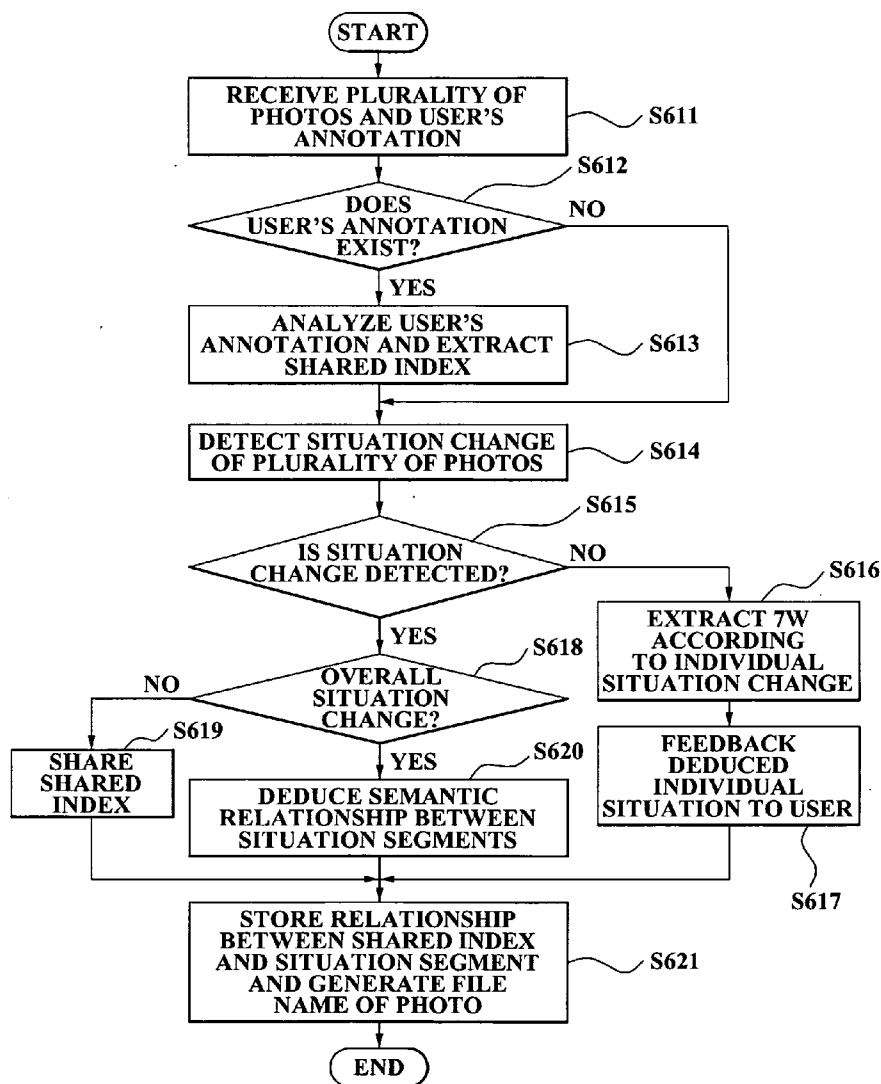 START
RECEIVE PLURALITY OF
PHOTOS AND USER'S
ANNOTATION
S611
S612
DOES
USER'S ANNOTATION
EXIST?
NO
YES
ANALYZE USER'S
ANNOTATION AND EXTRACT
SHARED INDEX
S613
DETECT SITUATION CHANGE
OF PLURALITY OF PHOTOS
S614
S615
IS SITUATION
CHANGE DETECTED?
NO
YES
S616
EXTRACT 7W
ACCORDING
TO INDIVIDUAL
SITUATION CHANGE
S618
OVERALL
SITUATION
CHANGE?
NO
YES
S619
SHARE
SHARED
INDEX
S620
DEDUCE SEMANTIC
RELATIONSHIP BETWEEN
SITUATION SEGMENTS
FEEDBACK
DEDUCED
INDIVIDUAL
SITUATION TO USER
S617
STORE RELATIONSHIP
BETWEEN SHARED INDEX
AND SITUATION SEGMENT
AND GENERATE FILE
NAME OF PHOTO
S621
END